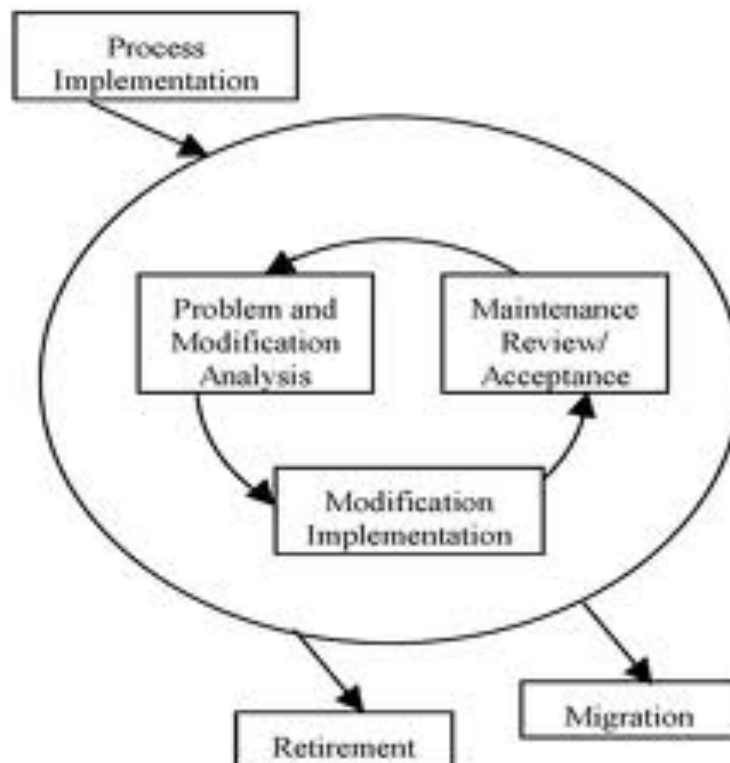 Process
Implementation
Problem and
Modification
Analysis
Maintenance
Review/
Acceptance
Modification
Implementation
Migration
Retirement